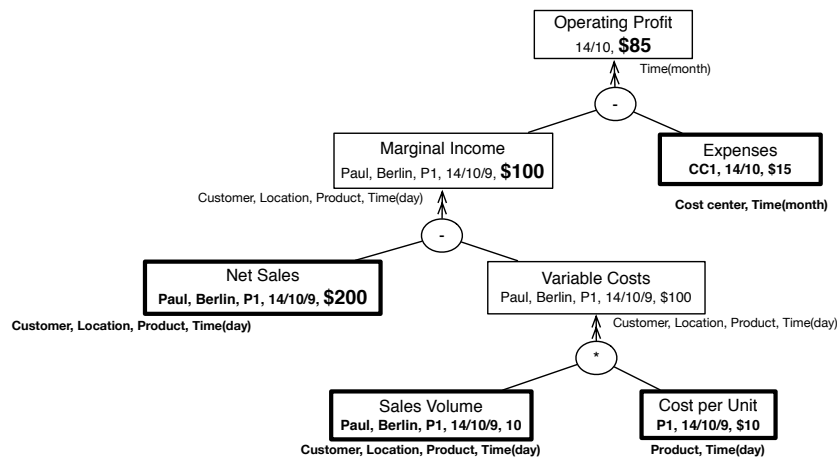 Operating Profit
14/10, $85
Time(month)
-
Marginal Income
Paul, Berlin, P1, 14/10/9, $100
Expenses
CC1, 14/10, $15
Customer, Location, Product, Time(day)
Cost center, Time(month)
-
Net Sales
Paul, Berlin, P1, 14/10/9, $200
Variable Costs
Paul, Berlin, P1, 14/10/9, $100
Customer, Location, Product, Time(day)
Customer, Location, Product, Time(day)
*
Sales Volume
Paul, Berlin, P1, 14/10/9, 10
Cost per Unit
P1, 14/10/9, $10
Customer, Location, Product, Time(day)
Product, Time(day)